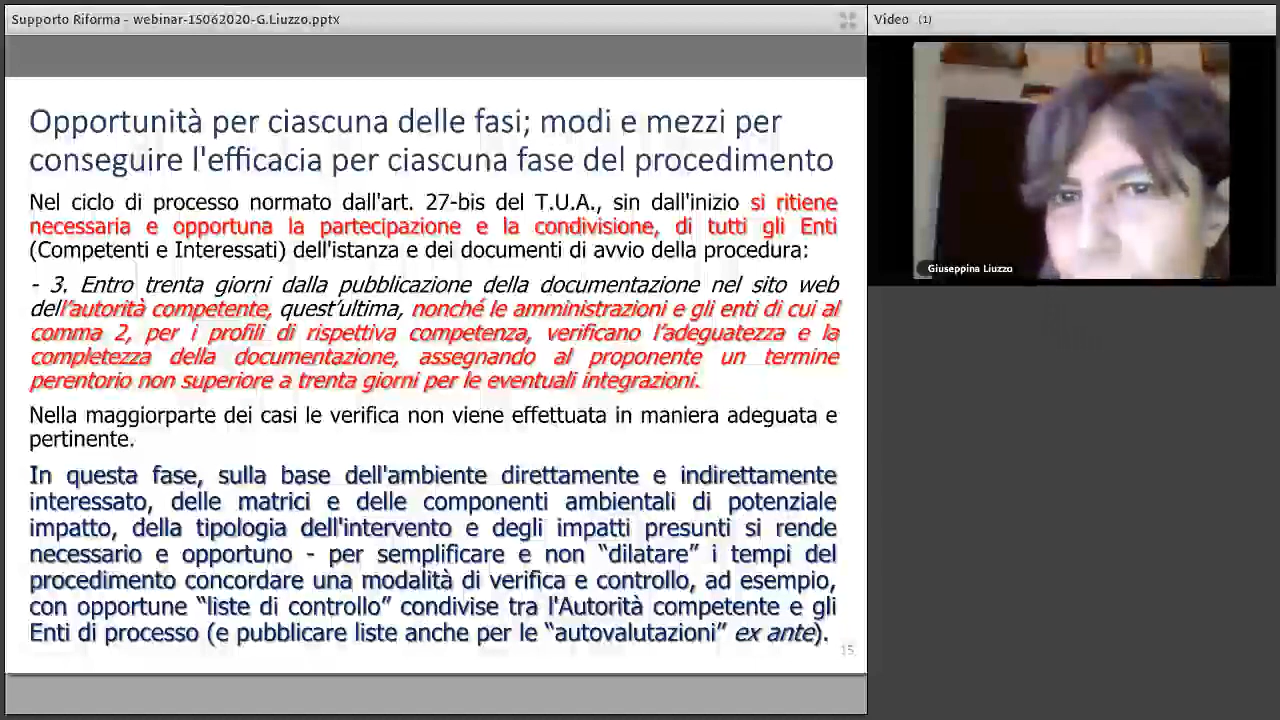 Supporto Riforma - webinar-15062020-G.Liuzzo.pptx
Video (1)
Opportunità per ciascuna delle fasi; modi e mezzi per
conseguire l'efficacia per ciascuna fase del procedimento
Nel ciclo di processo normato dall'art. 27-bis del T.U.A., sin dall'inizio si ritiene
necessaria e opportuna la partecipazione e la condivisione, di tutti gli Enti
(Competenti e Interessati) dell'istanza e dei documenti di avvio della procedura:
- 3. Entro trenta giorni dalla pubblicazione della documentazione nel sito web
dell'autorità competente, quest'ultima, nonché le amministrazioni e gli enti di cui al
comma 2, per i profili di rispettiva competenza, verificano l'adeguatezza e la
completezza della documentazione, assegnando al proponente un termine
perentorio non superiore a trenta giorni per le eventuali integrazioni.
Nella maggiorparte dei casi le verifica non viene effettuata in maniera adeguata e
pertinente.
In questa fase, sulla base dell'ambiente direttamente e indirettamente
interessato, delle matrici e delle componenti ambientali di potenziale
impatto, della tipologia dell'intervento e degli impatti presunti si rende
necessario e opportuno - per semplificare e non "dilatare" i tempi del
procedimento concordare una modalità di verifica e controllo, ad esempio,
con opportune "liste di controllo" condivise tra l'Autorità competente e gli
Enti di processo (e pubblicare liste anche per le "autovalutazioni" ex ante).
15
Giuseppina Liuzzo